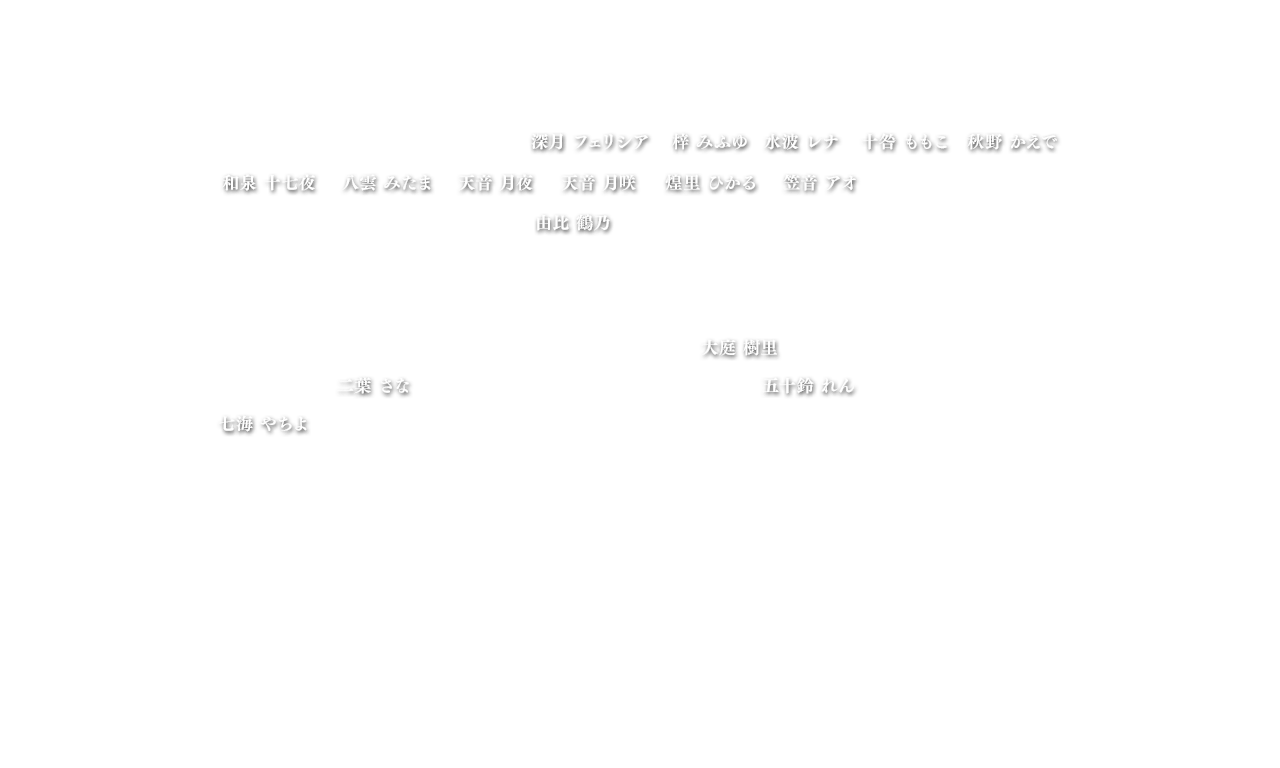 深月 フェリシア 梓 みふゆ 水波 レナ 十咎 ももこ 秋野 かえで
和泉 十七夜 八雲 みたま 天音 月夜 天音 月咲 煌里 ひかる 笠音 アオ
由比 鶴乃
大庭 樹里
二葉 さな 五十鈴 れん
七海 やちよ